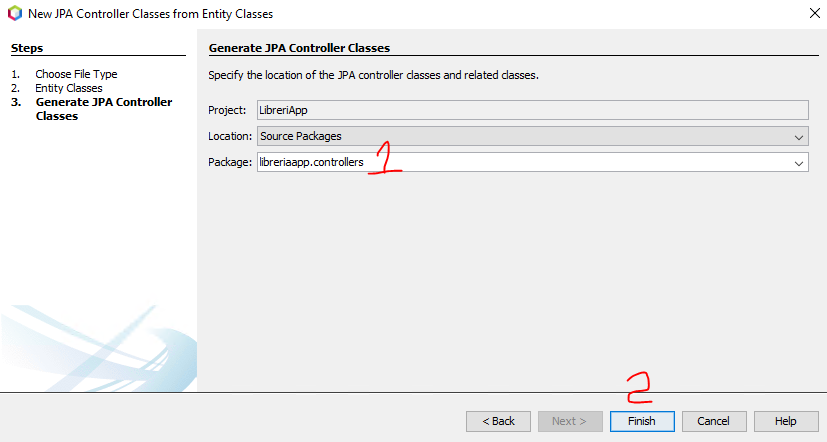 New JPA Controller Classes from Entity Classes
Steps
1. Choose File Type
2. Entity Classes
3. Generate JPA Controller
Classes
Generate JPA Controller Classes
Specify the location of the JPA controller classes and related classes.
Project: LibreriApp
Location: Source Packages
Package: libreriaapp.controllers 1
2
< Back Next > Finish Cancel Help